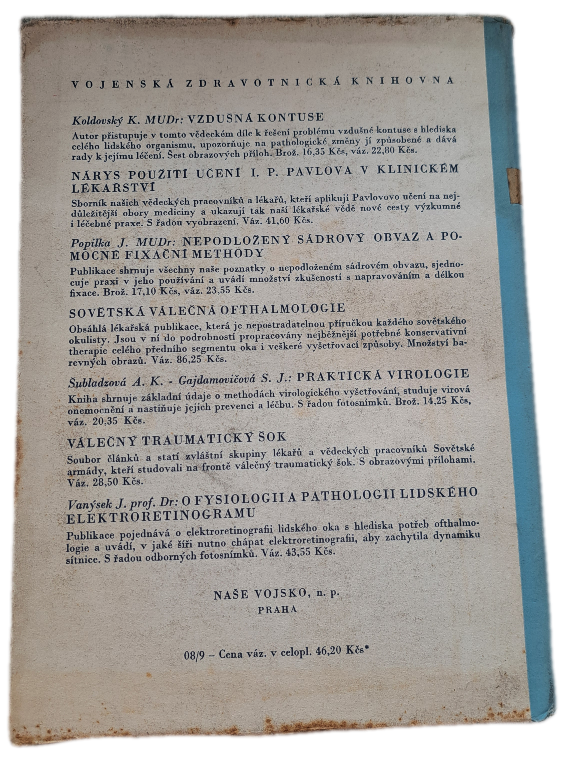 VOJENSKÁ ZDRAVOTNICKÁ KNIHOVNA
Koldovský K. MUDr: VZDUŠNÁ KONTUSE
Autor přistupuje v tomto vědeckém díle k řešení problému vzdušné kontuse s hlediska
celého lidského organismu, upozorňuje na pathologické změny jí způsobené a dává
rady k jejímu léčení. Šest obrazových příloh. Brož. 16,35 Kčs, váz. 22,80 Kčs.
NÁRYS POUŽITÍ UČENÍ I. P. PAVLOVA V KLINICKÉM
LÉKAŘSTVÍ
Sborník našich vědeckých pracovníků a lékařů, kteří aplikují Pavlovovo učení na nej-
důležitější obory mediciny a ukazují tak naší lékařské vědě nové cesty výzkumné
i léčebné praxe. S řadou vyobrazení. Váz. 41,60 Kčs.
Popilka J. MUDr: NEPODLOŽENÝ SÁDROVÝ OBVAZ A PO-
MOCNÉ FIXAČNÍ METHODY
Publikace shrnuje všechny naše poznatky o nepodloženém sádrovém obvazu, sjedno-
cuje praxi v jeho používání a uvádí množství zkušeností s napravováním a délkou
fixace. Brož. 17,10 Kčs, váz. 23,55 Kčs.
SOVĚTSKÁ VÁLEČNÁ OFTHALMOLOGIE
Obsáhlá lékařská publikace, která je nepostradatelnou příručkou každého sovětského
okulisty. Jsou v ní do podrobností propracovány nejběžnější potřebné konservativní
therapie celého předního segmentu oka i veškeré vyšetřovací způsoby. Množství ba-
revných obrazů. Váz. 86,25 Kčs.
Subladzová A. K. - Gajdamovičová S. J.: PRAKTICKÁ VIROLOGIE
Kniha shrnuje základní údaje o methodách virologického vyšetřování, studuje virová
onemocnění a nastiňuje jejich prevenci a léčbu. S řadou fotosnímků. Brož. 14,25 Kčs,
váz. 20,35 Kčs.
VÁLEČNÝ TRAUMATICKÝ ŠOK
Soubor článků a statí zvláštní skupiny lékařů a vědeckých pracovníků Sovětské
armády, kteří studovali na frontě válečný traumatický šok. S obrazovými přílohami.
Váz. 28,50 Kčs.
Vanýsek J. prof. Dr: O FYSIOLOGII A PATHOLOGII LIDSKÉHO
ELEKTRORETINOGRAMU
Publikace pojednává o elektroretinografii lidského oka s hlediska potřeb ofthalmo-
logie a uvádí, v jaké šíři nutno chápat elektroretinografii, aby zachytila dynamiku
sítnice. S řadou odborných fotosnímků. Váz. 43,55 Kčs.
NAŠE VOJSKO, n. p.
PRAHA
08/9 – Cena váz. v celopl. 46,20 Kčs*